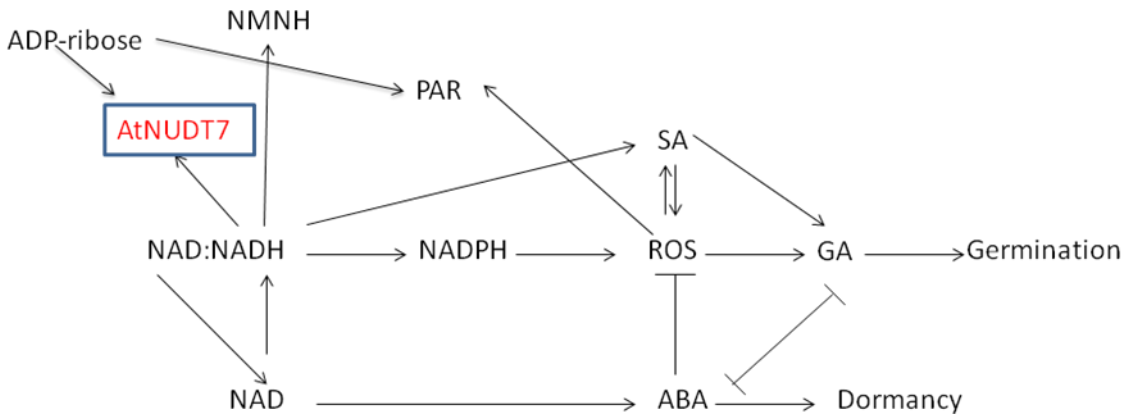 NMNH
ADP-ribose
PAR
AtNUDT7
SA
NAD:NADH
NADPH
ROS
GA
Germination
NAD
ABA
Dormancy